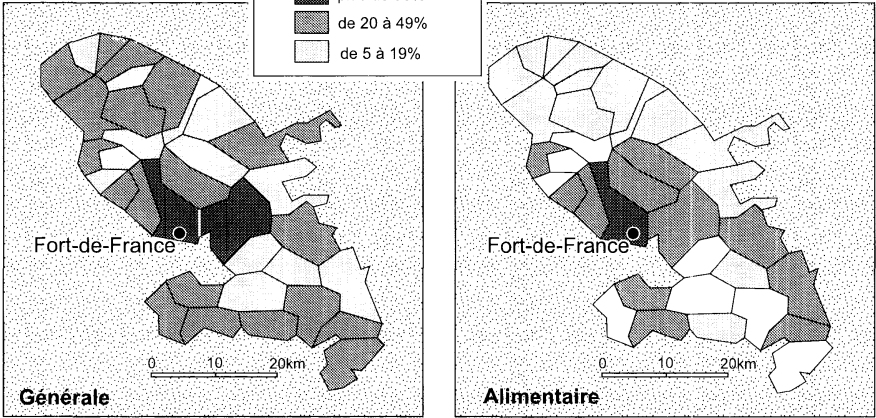 de 20 à 49%
de 5 à 19%
Fort-de-France
0 10 20km
Générale
Fort-de-France
0 10 20km
Alimentaire